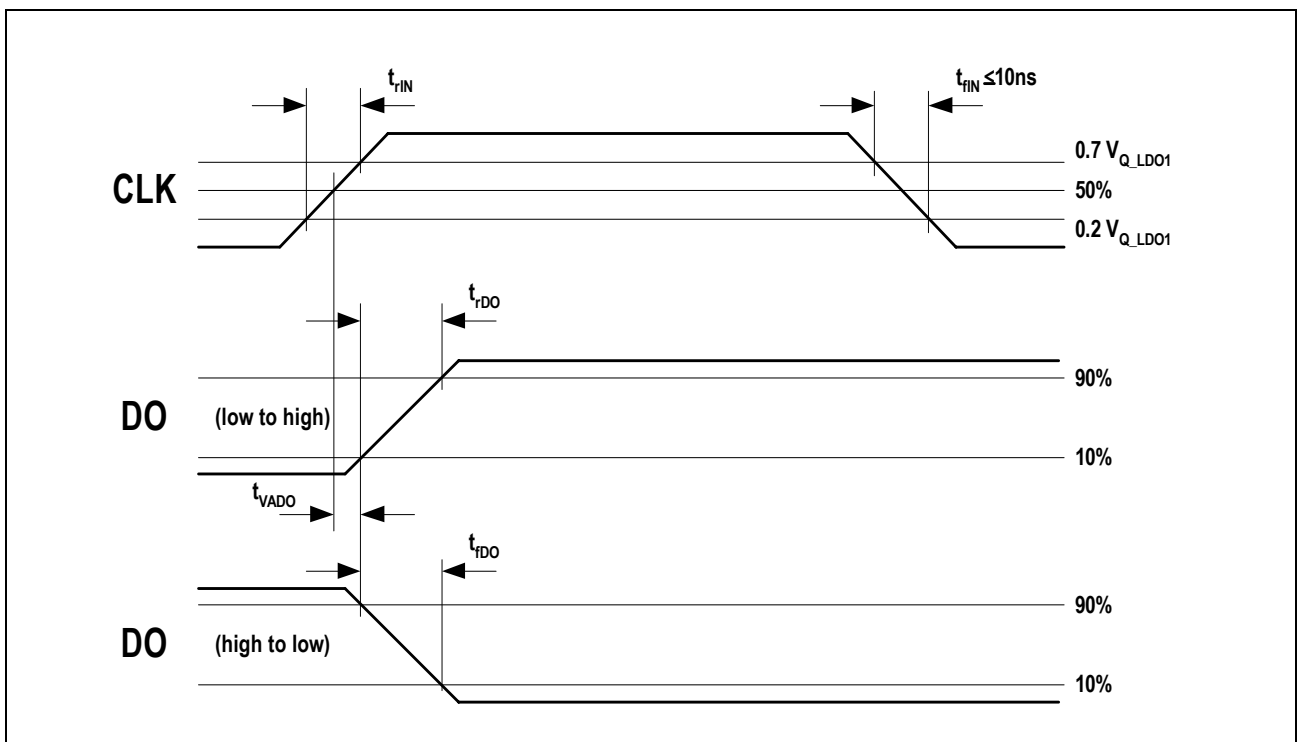 t_rIN
t_fIN ≤10ns
0.7 V_Q_LDO1
CLK
50%
0.2 V_Q_LDO1
t_rDO
90%
DO (low to high)
10%
t_VADO
t_fDO
90%
DO (high to low)
10%